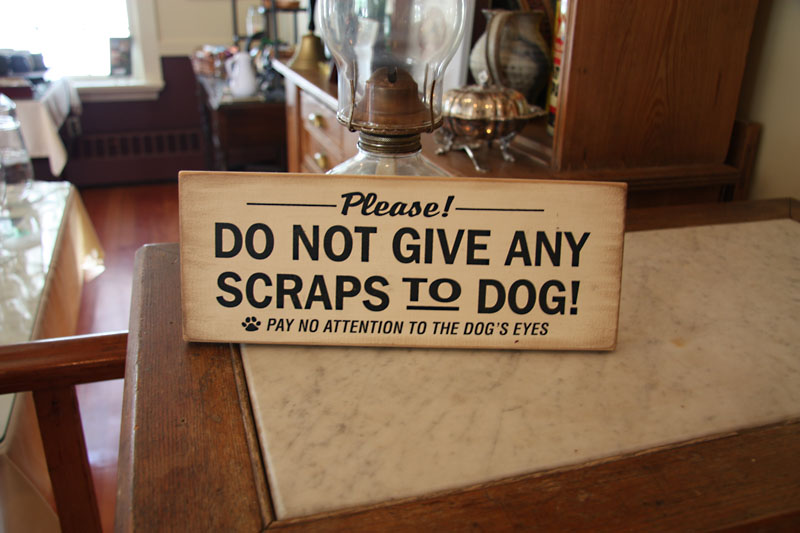 Please!
DO NOT GIVE ANY
SCRAPS TO DOG!
PAY NO ATTENTION TO THE DOG'S EYES